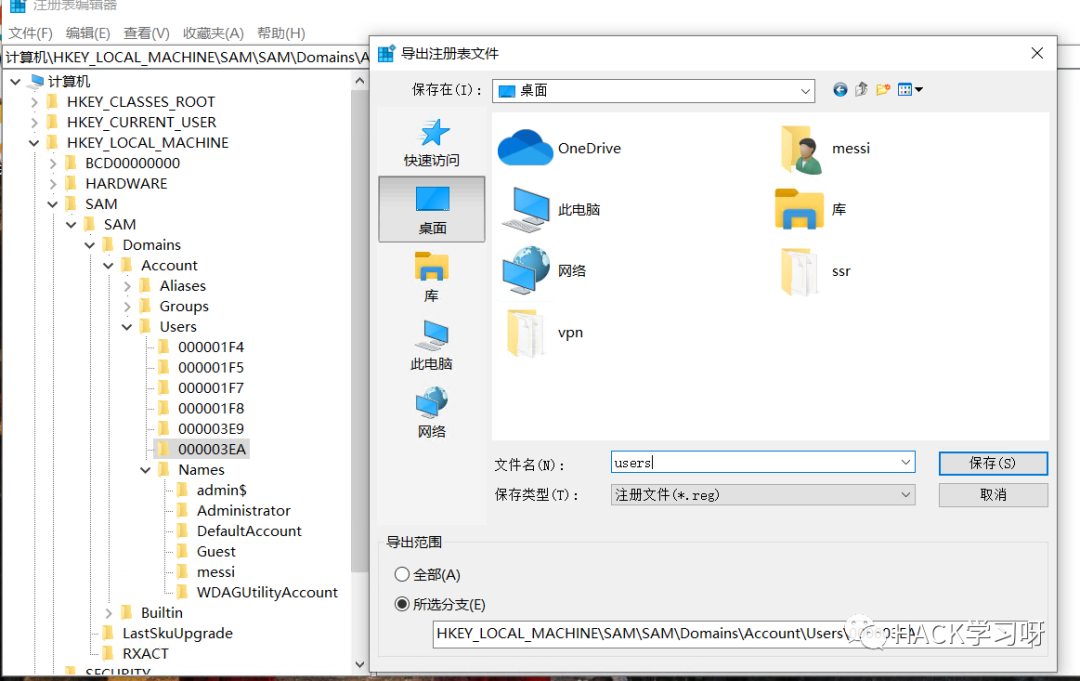 注册表编辑器
文件(F) 编辑(E) 查看(V) 收藏夹(A) 帮助(H)
计算机\HKEY_LOCAL_MACHINE\SAM\SAM\Domains\A
计算机
HKEY_CLASSES_ROOT
HKEY_CURRENT_USER
HKEY_LOCAL_MACHINE
BCD00000000
HARDWARE
SAM
SAM
Domains
Account
Aliases
Groups
Users
000001F4
000001F5
000001F7
000001F8
000003E9
000003EA
Names
admin$
Administrator
DefaultAccount
Guest
messi
WDAGUtilityAccount
Builtin
LastSkuUpgrade
RXACT
SECURITY
导出注册表文件
保存在(I): 桌面
快速访问
桌面
库
此电脑
网络
OneDrive
messi
此电脑
库
网络
ssr
vpn
文件名(N): users
保存(S)
保存类型(T): 注册文件(*.reg)
取消
导出范围
全部(A)
所选分支(E)
HKEY_LOCAL_MACHINE\SAM\SAM\Domains\Account\Users\000003EA
HACK学习呀